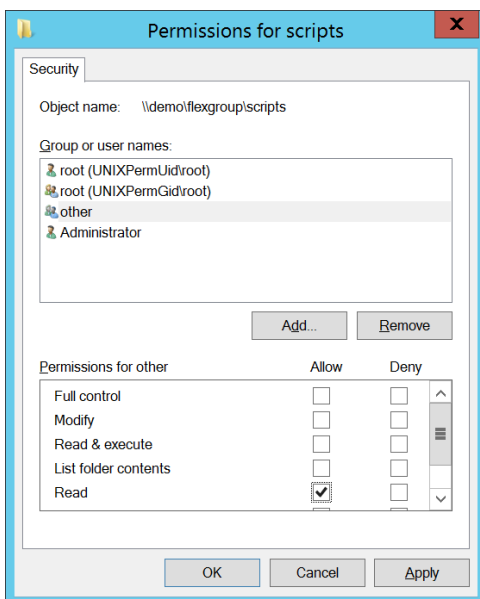 Permissions for scripts
X
Security
Object name: \\demo\flexgroup\scripts
Group or user names:
root (UNIXPermUid\root)
root (UNIXPermGid\root)
other
Administrator
Add... Remove
Permissions for other Allow Deny
Full control
Modify
Read & execute
List folder contents
Read
OK Cancel Apply